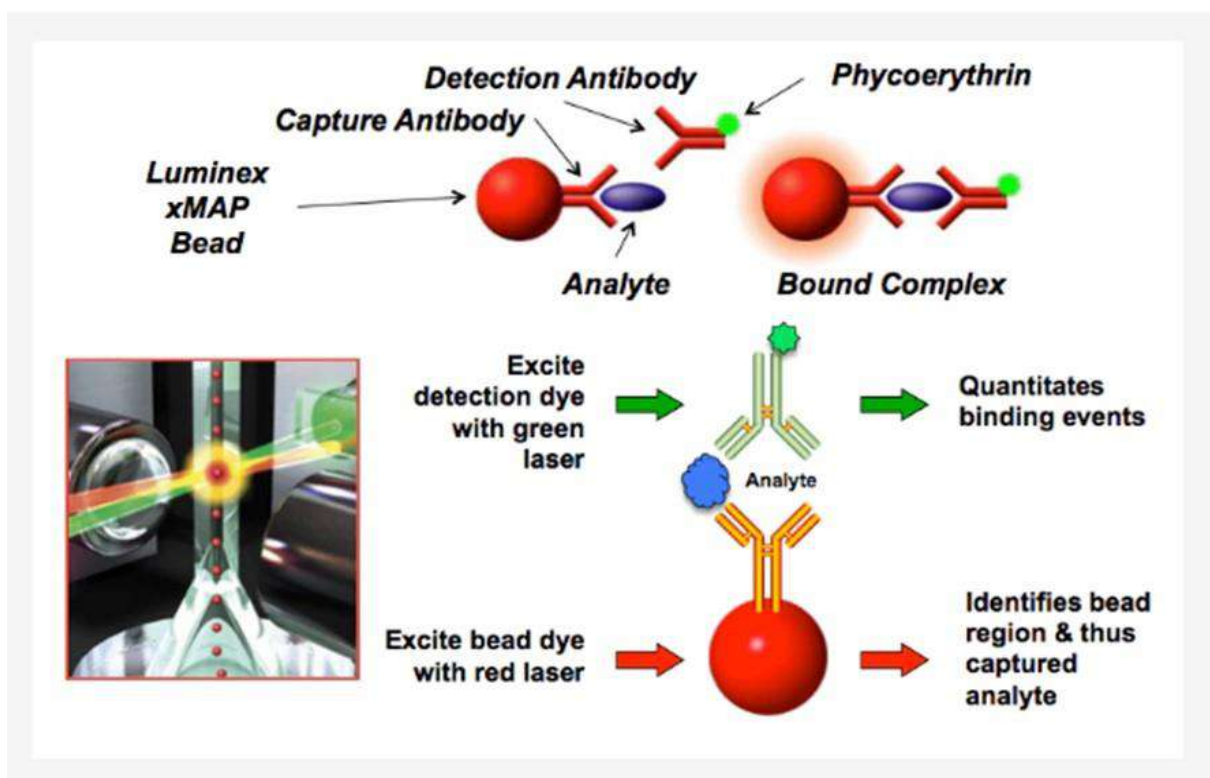 Detection Antibody
Phycoerythrin
Capture Antibody
Luminex
xMAP
Bead
Analyte
Bound Complex
Excite
detection dye
with green
laser
Quantitates
binding events
Analyte
Excite bead dye
with red laser
Identifies bead
region & thus
captured
analyte